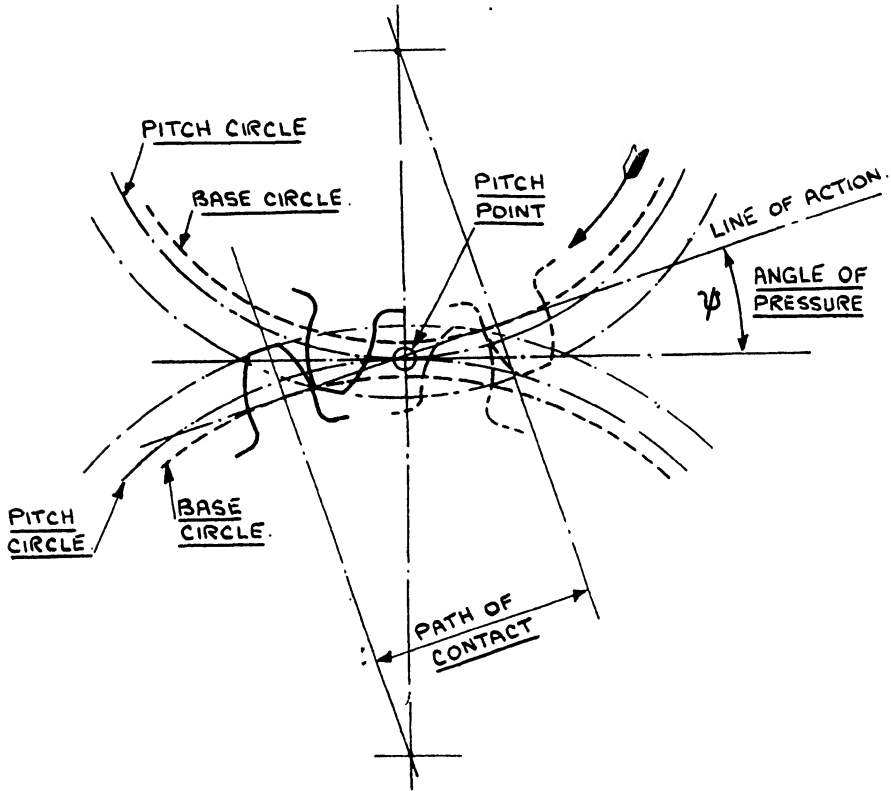 PITCH CIRCLE
BASE CIRCLE.
PITCH
POINT
LINE OF ACTION.
ψ
ANGLE OF
PRESSURE
PITCH
CIRCLE.
BASE
CIRCLE.
PATH OF
CONTACT